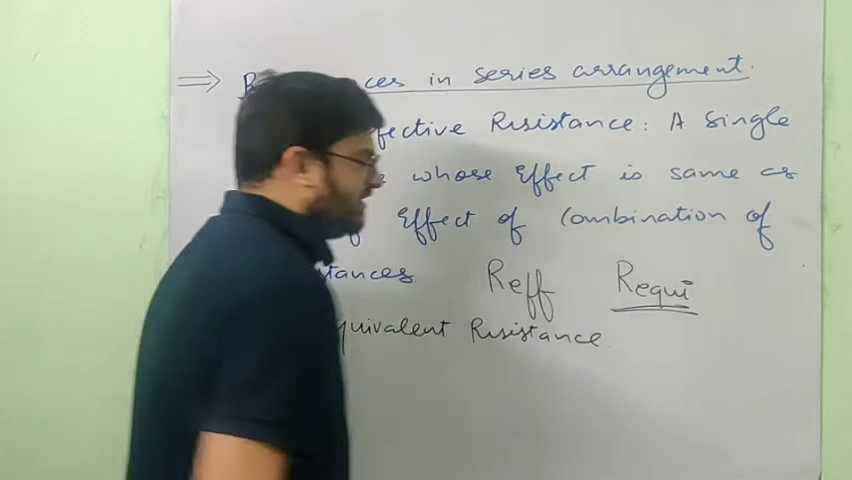 ⇒ ces in series arrangement.
fective Resistance: A Single
whose Effect is same as
Effect of Combination of
tances Reff Requi
quivalent Resistance